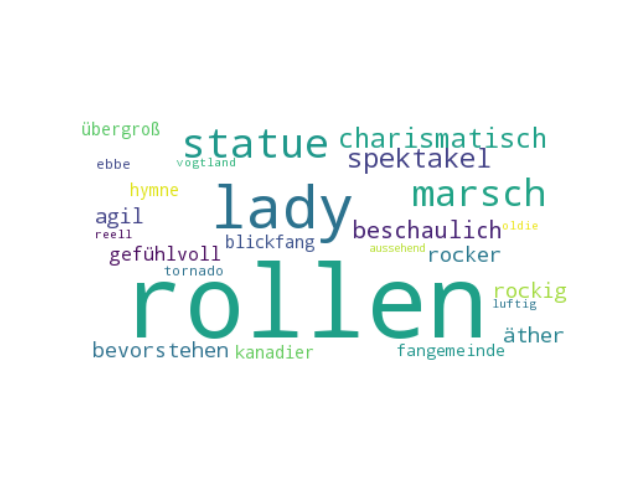 übergroß
statue charismatisch
ebbe vogtland spektakel
hymne lady marsch
agil beschaulich oldie
reell blickfang
gefühlvoll aussehend rocker
tornado
rollen rockig
luftig
äther
bevorstehen kanadier fangemeinde